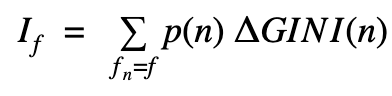 I_f = ∑_{f_n=f} p(n) ΔGINI(n)